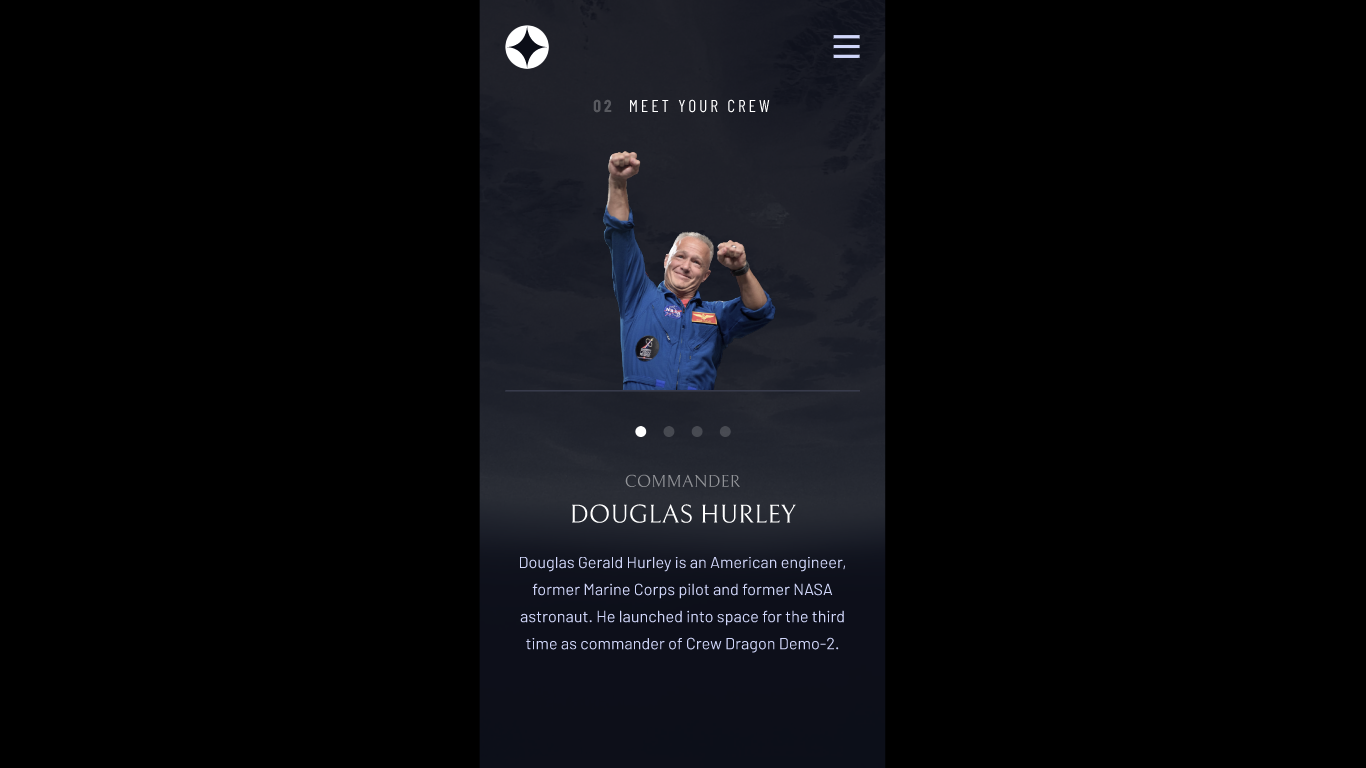 02 MEET YOUR CREW
NASA
COMMANDER
DOUGLAS HURLEY
Douglas Gerald Hurley is an American engineer,
former Marine Corps pilot and former NASA
astronaut. He launched into space for the third
time as commander of Crew Dragon Demo-2.